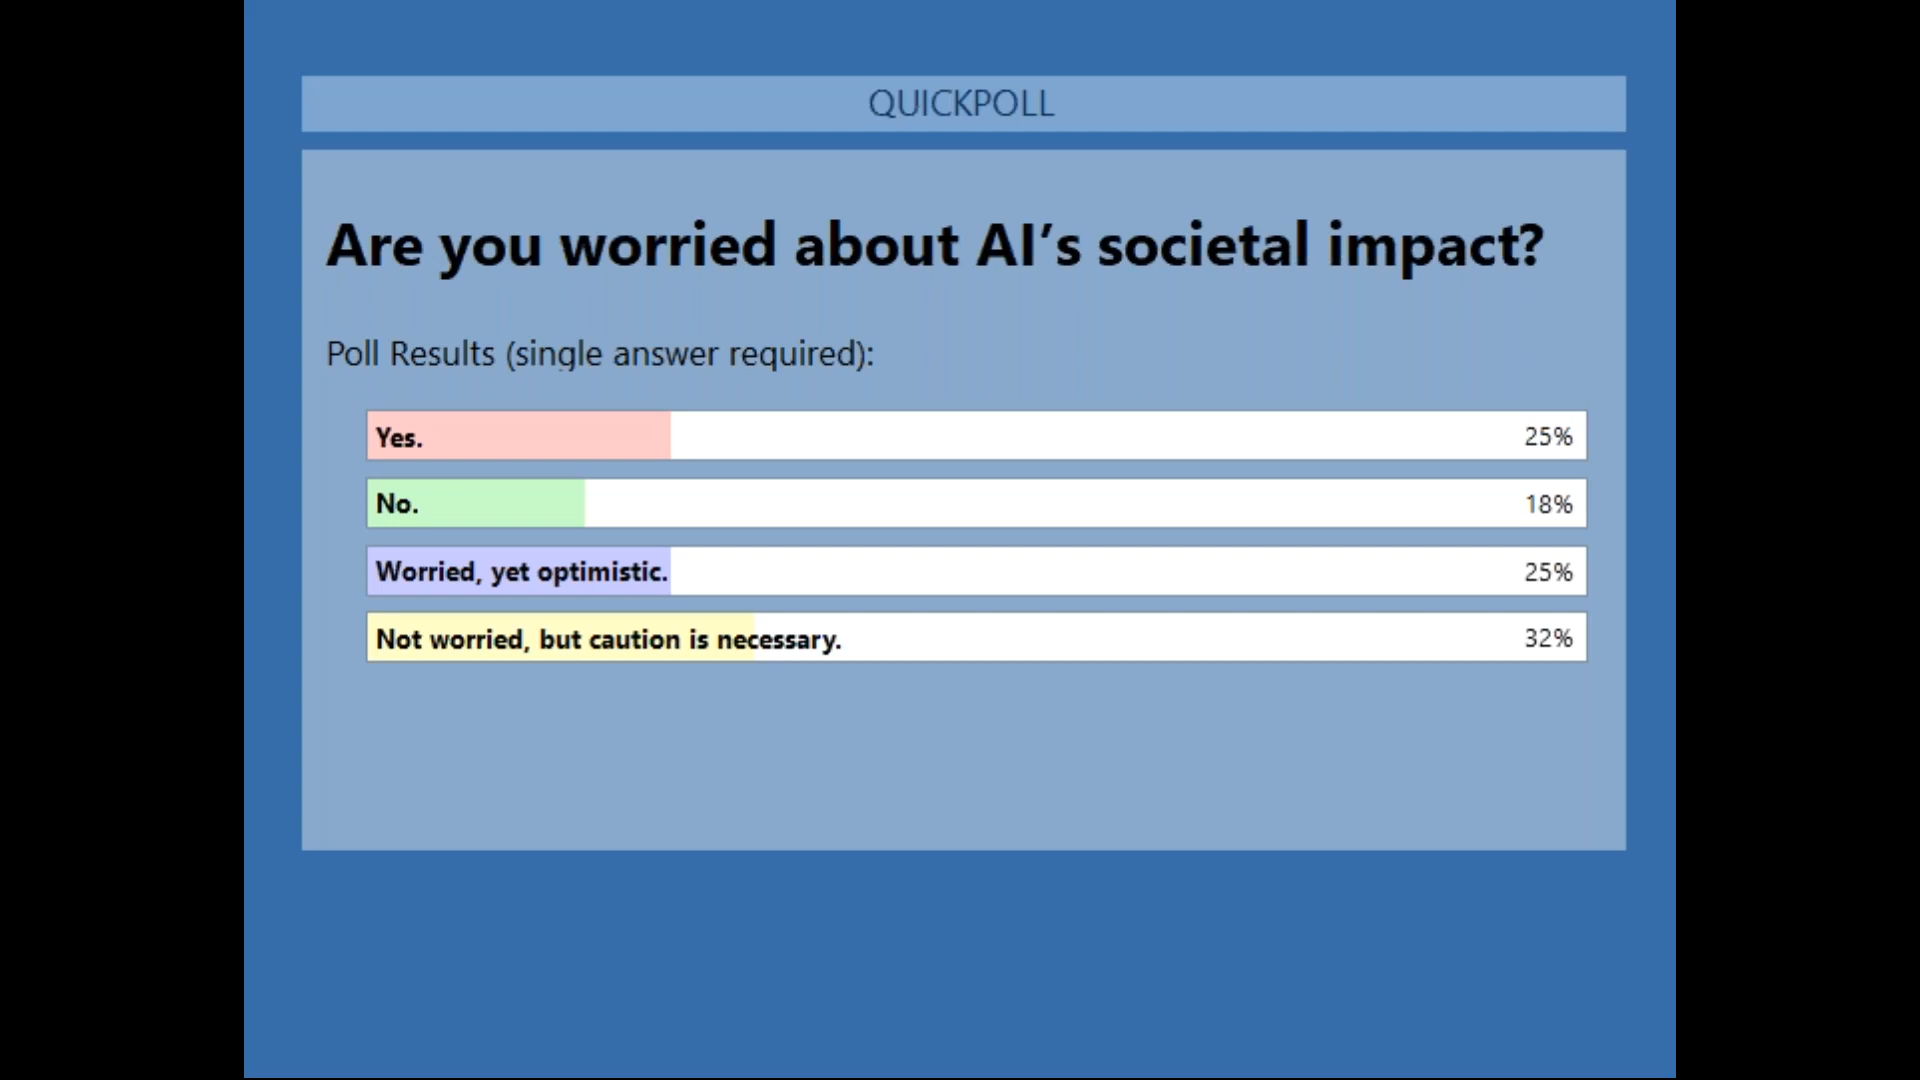 QUICKPOLL
Are you worried about AI’s societal impact?
Poll Results (single answer required):
Yes. 25%
No. 18%
Worried, yet optimistic. 25%
Not worried, but caution is necessary. 32%